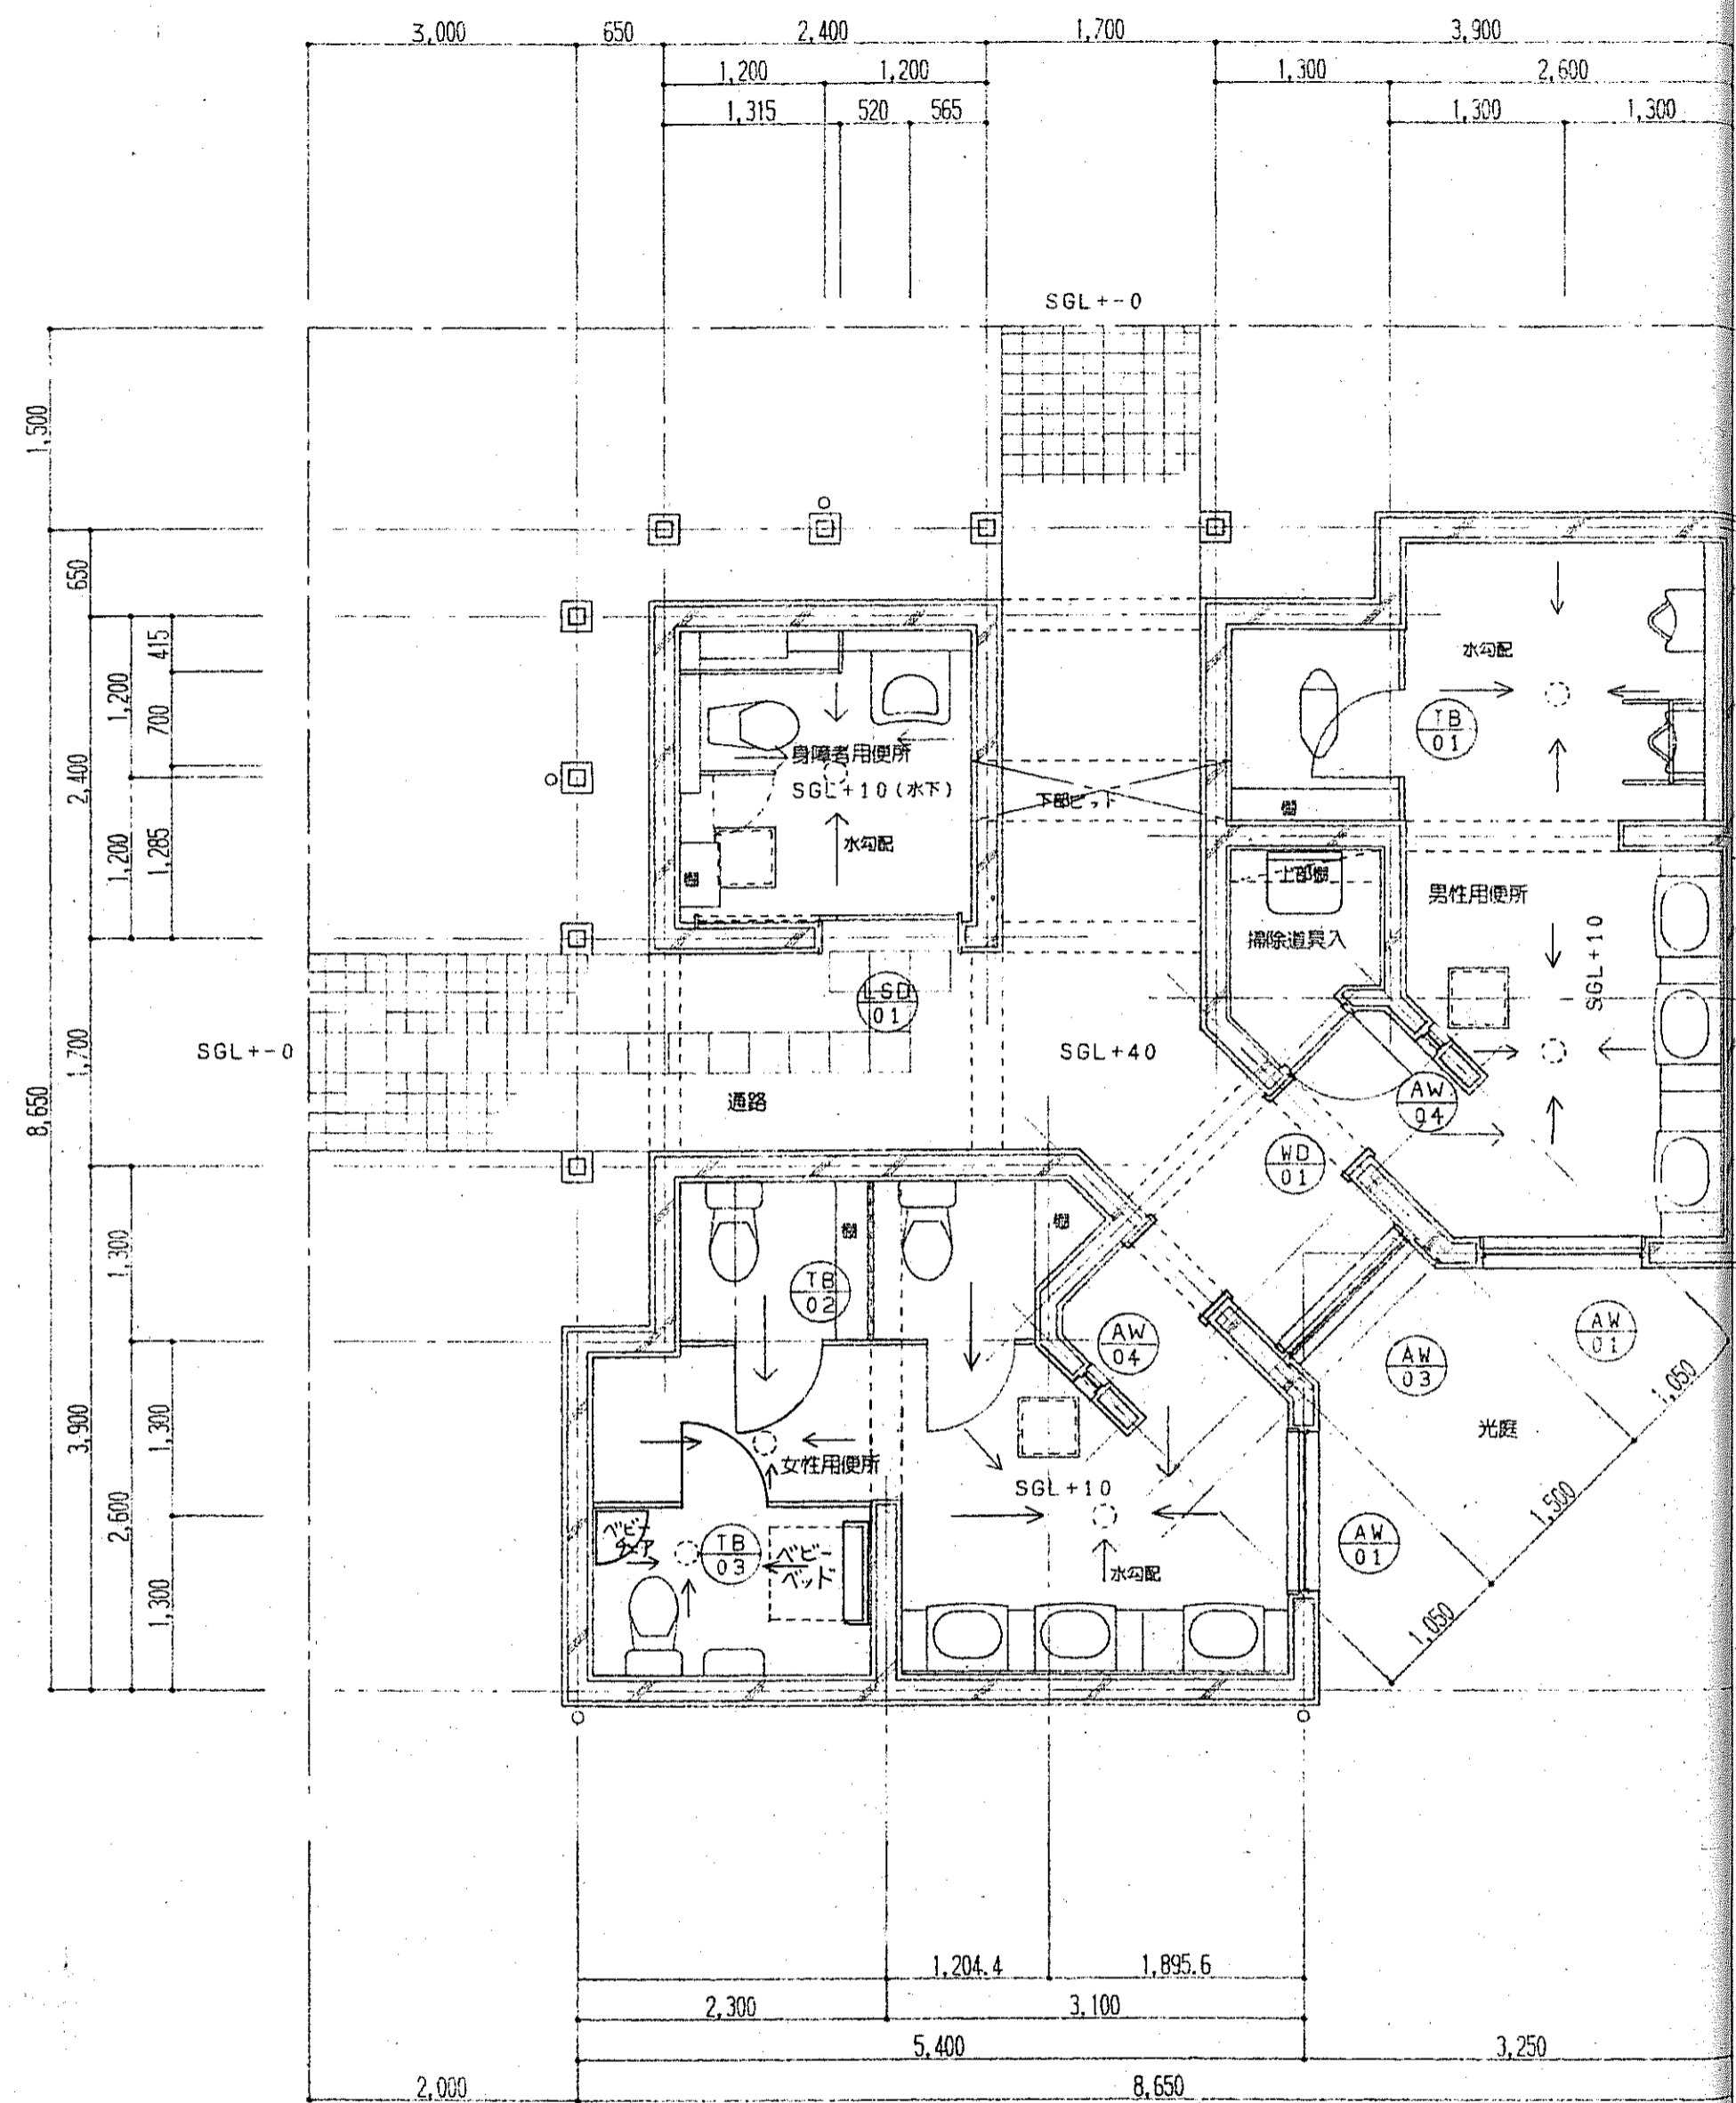 3,000 650 2,400 1,700 3,900
1,200 1,200 1,300 2,600
1,315 520 565 1,300 1,300
SGL+-0
1,500
650
415
1,200
700
2,400
1,200
1,285
1,700
8,650
1,300
3,900
1,300
2,600
1,300
水勾配
TB
01
身障者用便所
SGL+10(水下)
水勾配
棚
下部ピット
棚
上部棚
掃除道具入
男性用便所
SGL+10
LSD
01
SGL+-0
SGL+40
通路
AW
04
WD
01
棚
棚
TB
02
AW
04
AW
03
AW
01
1,050
光庭
女性用便所
SGL+10
1,500
ベビー
チェア
TB
03
ベビー
ベッド
水勾配
AW
01
1,050
1,204.4 1,895.6
2,300 3,100
5,400 3,250
2,000 8,650